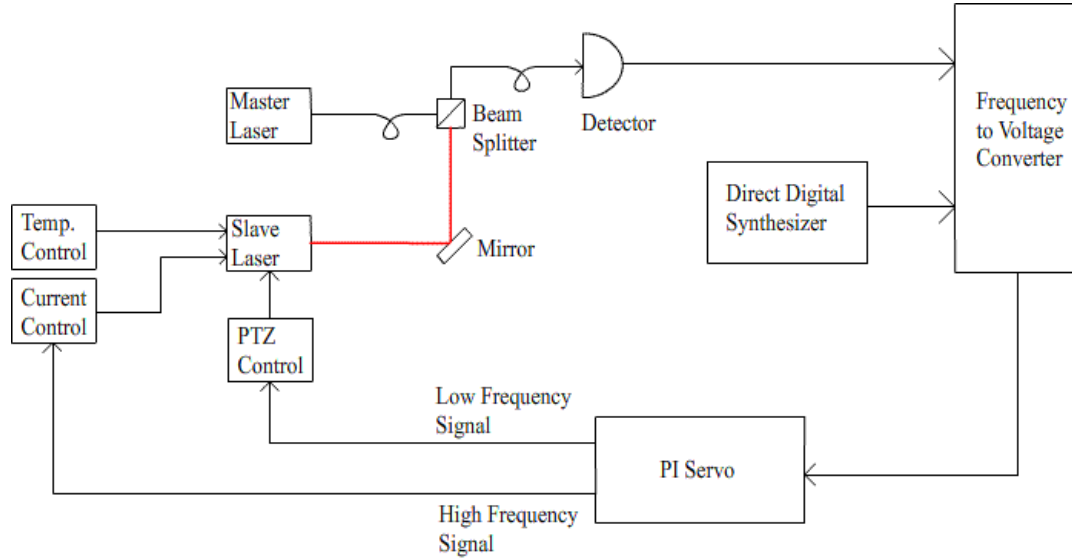 Master
Laser
Beam
Splitter
Detector
Frequency
to Voltage
Converter
Direct Digital
Synthesizer
Temp.
Control
Slave
Laser
Mirror
Current
Control
PTZ
Control
Low Frequency
Signal
PI Servo
High Frequency
Signal